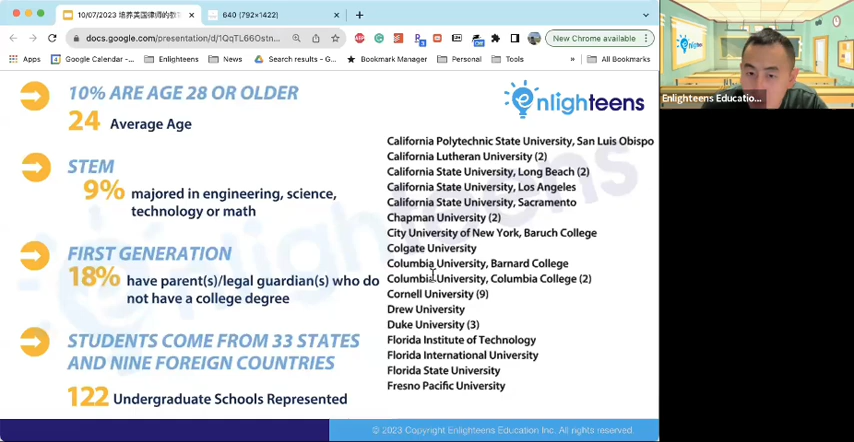 10/07/2023 培养美国律师的教
640 (792×1422)
docs.google.com/presentation/d/1QqTL66Ostn...
New Chrome available
Apps
Google Calendar -...
Enlighteens
News
Search results - G...
Bookmark Manager
Personal
Tools
»
All Bookmarks
10% ARE AGE 28 OR OLDER
24 Average Age
STEM
9% majored in engineering, science,
technology or math
FIRST GENERATION
18% have parent(s)/legal guardian(s) who do
not have a college degree
STUDENTS COME FROM 33 STATES
AND NINE FOREIGN COUNTRIES
122 Undergraduate Schools Represented
enlighteens
California Polytechnic State University, San Luis Obispo
California Lutheran University (2)
California State University, Long Beach (2)
California State University, Los Angeles
California State University, Sacramento
Chapman University (2)
City University of New York, Baruch College
Colgate University
Columbia University, Barnard College
Columbia University, Columbia College (2)
Cornell University (9)
Drew University
Duke University (3)
Florida Institute of Technology
Florida International University
Florida State University
Fresno Pacific University
© 2023 Copyright Enlighteens Education Inc. All rights reserved.
Enlighteens Educatio...